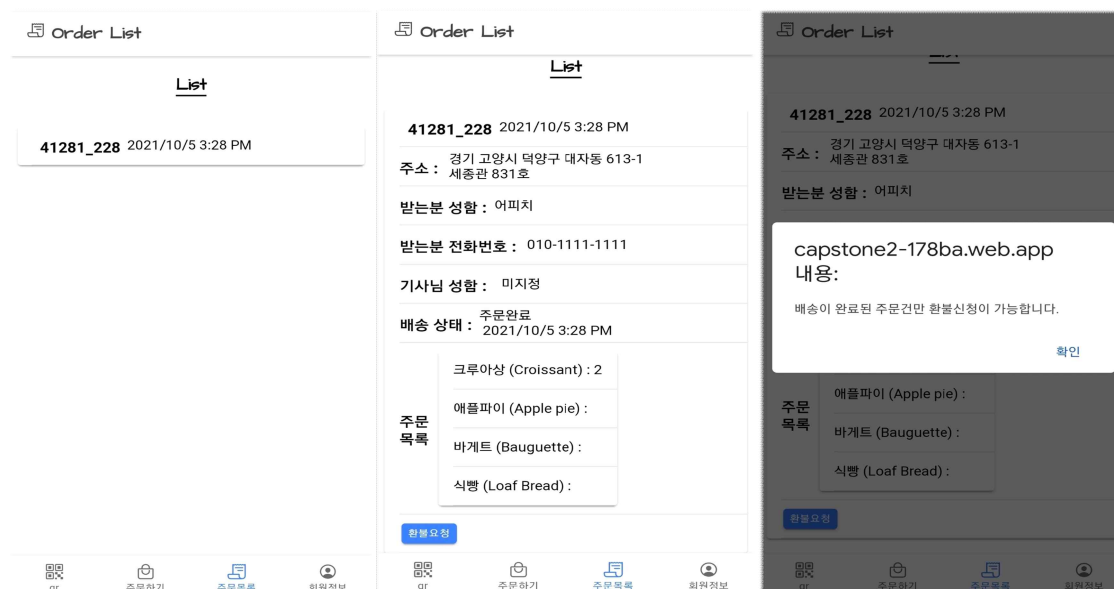 Order List
List
41281_228 2021/10/5 3:28 PM
qr
주문하기
주문목록
회원정보
Order List
List
41281_228 2021/10/5 3:28 PM
주소 : 경기 고양시 덕양구 대자동 613-1
세종관 831호
받는분 성함 : 어피치
받는분 전화번호 : 010-1111-1111
기사님 성함 : 미지정
배송 상태 : 주문완료
2021/10/5 3:28 PM
주문
목록
크루아상 (Croissant) : 2
애플파이 (Apple pie) :
바게트 (Bauguette) :
식빵 (Loaf Bread) :
환불요청
qr
주문하기
주문목록
회원정보
Order List
41281_228 2021/10/5 3:28 PM
주소 : 경기 고양시 덕양구 대자동 613-1
세종관 831호
받는분 성함 : 어피치
capstone2-178ba.web.app
내용:
배송이 완료된 주문건만 환불신청이 가능합니다.
확인
주문
목록
애플파이 (Apple pie) :
바게트 (Bauguette) :
식빵 (Loaf Bread) :
환불요청
qr
주문하기
주문목록
회원정보